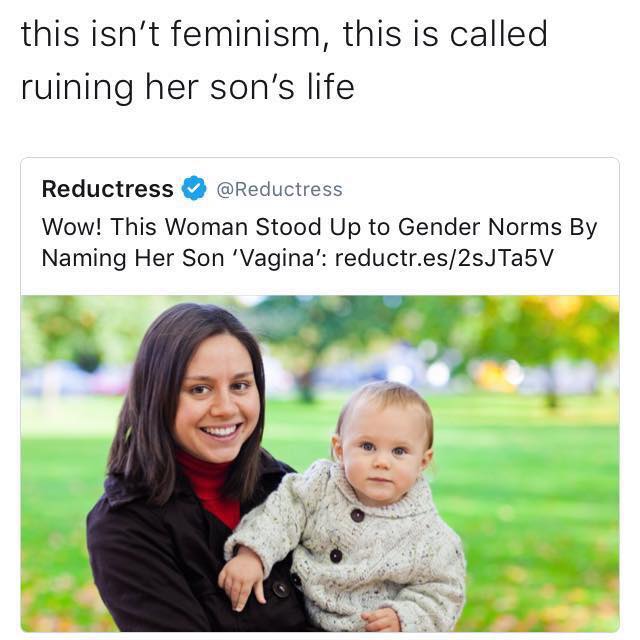 this isn’t feminism, this is called
ruining her son’s life
Reductress @Reductress
Wow! This Woman Stood Up to Gender Norms By
Naming Her Son ‘Vagina’: reductr.es/2sJTa5V